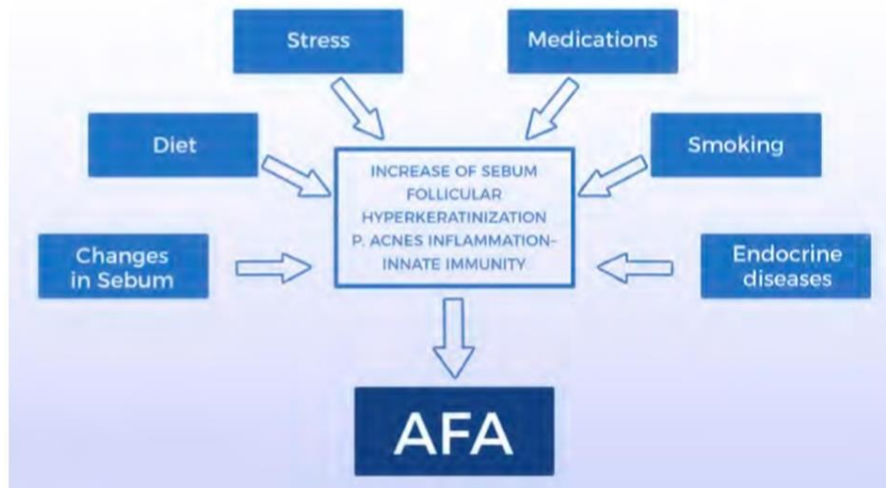 Stress
Medications
Diet
Smoking
INCREASE OF SEBUM
FOLLICULAR
HYPERKERATINIZATION
P. ACNES INFLAMMATION-
INNATE IMMUNITY
Changes
in Sebum
Endocrine
diseases
AFA